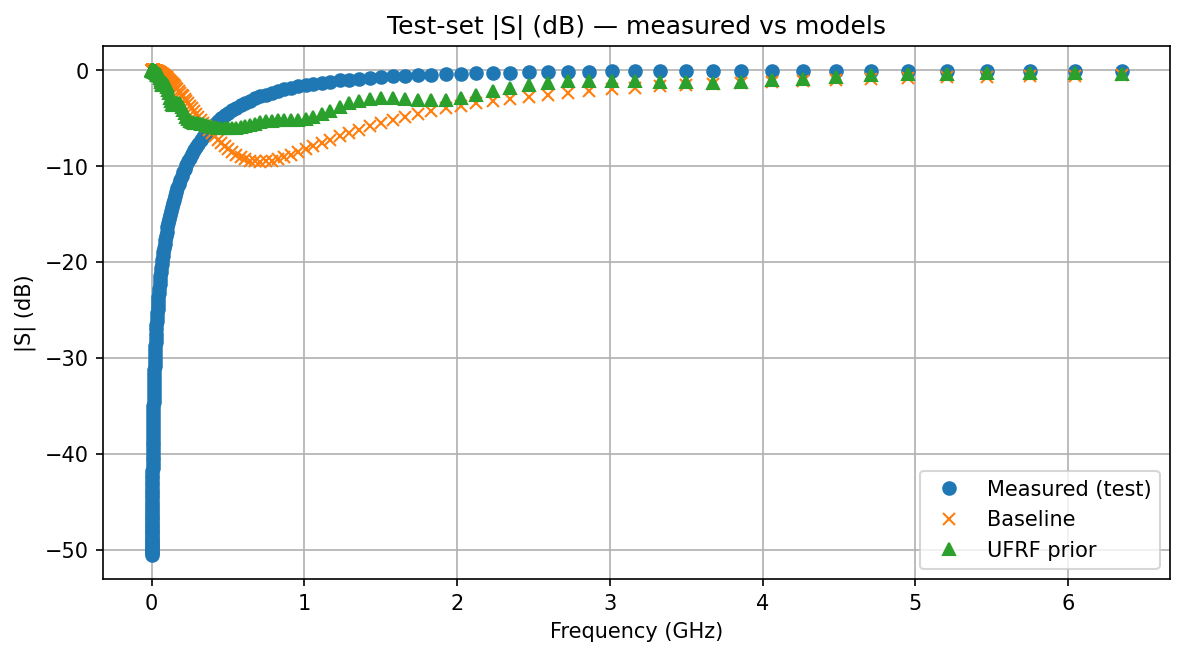 Test-set |S| (dB) — measured vs models
|S| (dB)
0
−10
−20
−30
−40
−50
Measured (test)
Baseline
UFRF prior
0 1 2 3 4 5 6
Frequency (GHz)